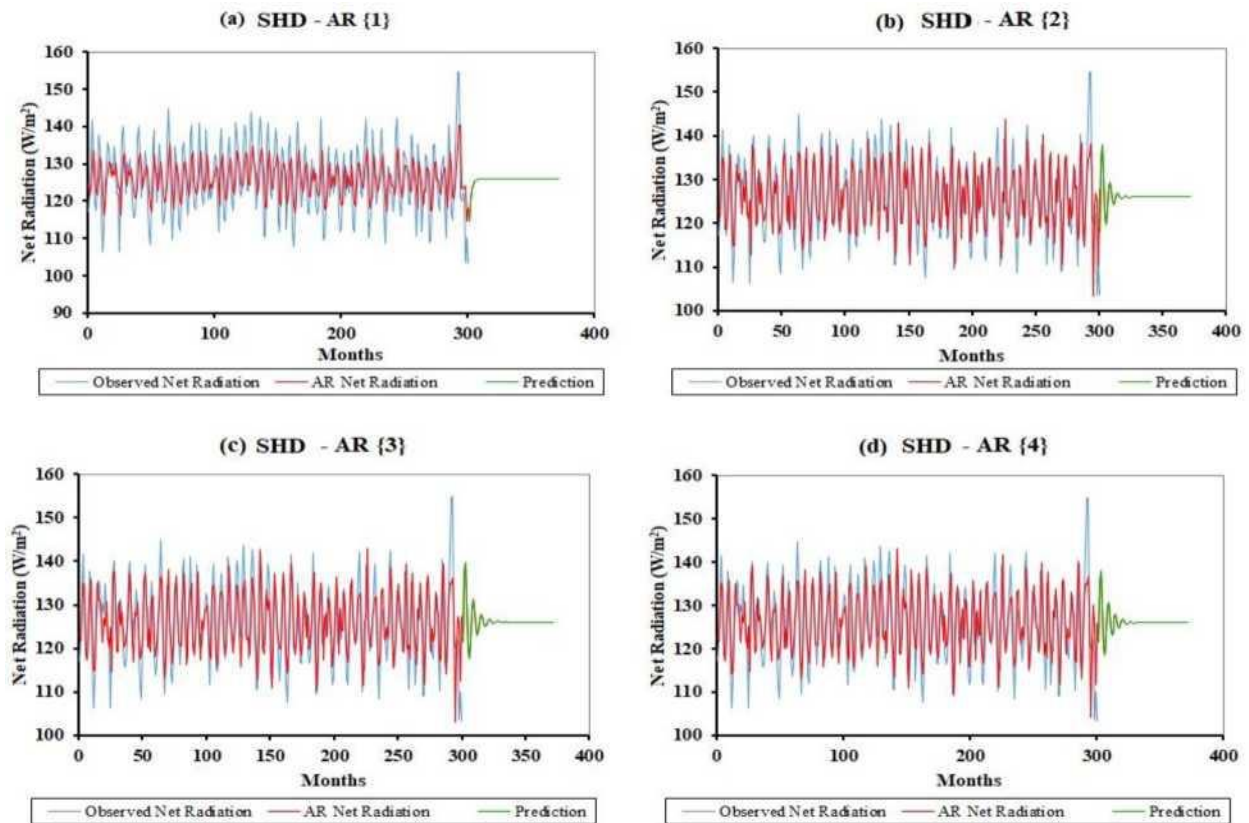 (a) SHD - AR {1}
160
150
140
130
120
110
100
90
Net Radiation (W/m²)
0 100 200 300 400
Months
Observed Net Radiation AR Net Radiation Prediction
(b) SHD - AR {2}
160
150
140
130
120
110
100
Net Radiation (W/m²)
0 50 100 150 200 250 300 350 400
Months
Observed Net Radiation AR Net Radiation Prediction
(c) SHD - AR {3}
160
150
140
130
120
110
100
Net Radiation (W/m²)
0 50 100 150 200 250 300 350 400
Months
Observed Net Radiation AR Net Radiation Prediction
(d) SHD - AR {4}
160
150
140
130
120
110
100
Net Radiation (W/m²)
0 100 200 300 400
Months
Observed Net Radiation AR Net Radiation Prediction